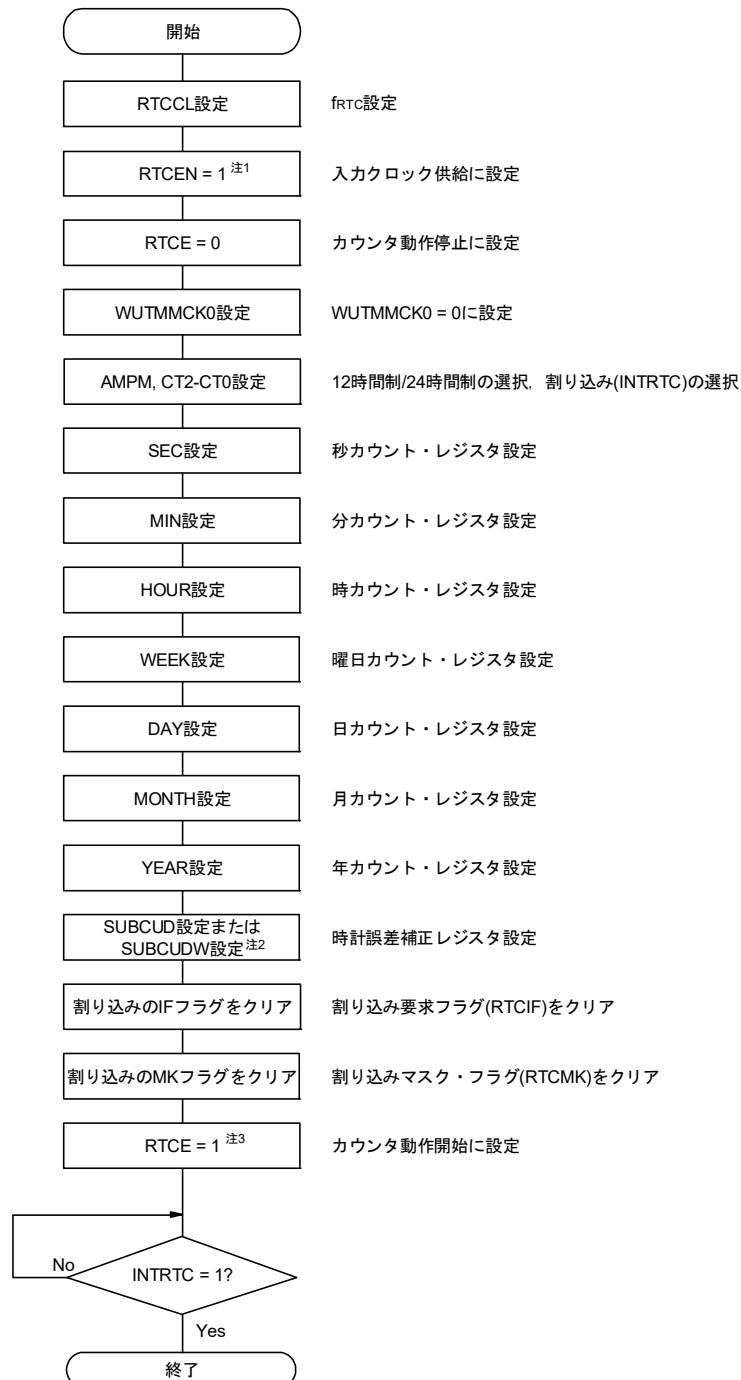 開始
RTCCL設定 fRTC設定
RTCEN = 1 注1 入力クロック供給に設定
RTCE = 0 カウンタ動作停止に設定
WUTMMCK0設定 WUTMMCK0 = 0に設定
AMPM, CT2-CT0設定 12時間制/24時間制の選択, 割り込み(INTRTC)の選択
SEC設定 秒カウント・レジスタ設定
MIN設定 分カウント・レジスタ設定
HOUR設定 時カウント・レジスタ設定
WEEK設定 曜日カウント・レジスタ設定
DAY設定 日カウント・レジスタ設定
MONTH設定 月カウント・レジスタ設定
YEAR設定 年カウント・レジスタ設定
SUBCUD設定または
SUBCUDW設定注2 時計誤差補正レジスタ設定
割り込みのIFフラグをクリア 割り込み要求フラグ(RTCIF)をクリア
割り込みのMKフラグをクリア 割り込みマスク・フラグ(RTCMK)をクリア
RTCE = 1 注3 カウンタ動作開始に設定
No
INTRTC = 1?
Yes
終了